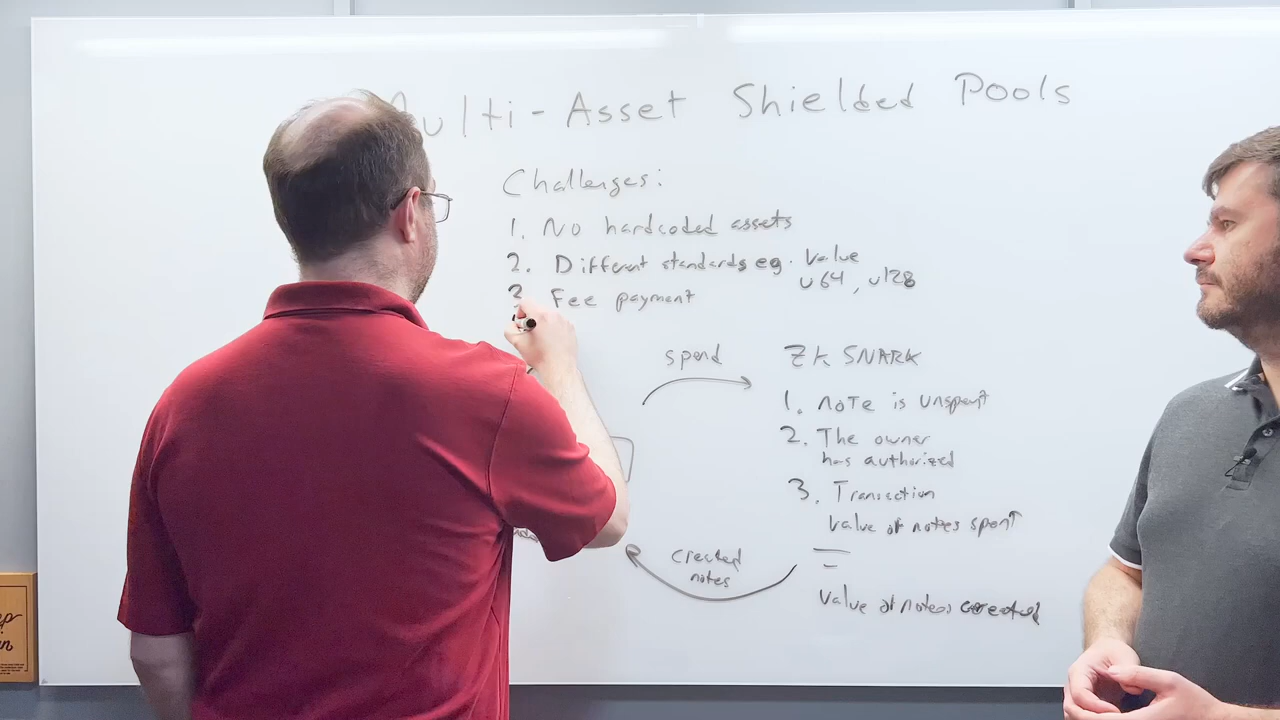 Multi-Asset Shielded Pools
Challenges:
1. No hardcoded assets
2. Different standards eg. Value
u64, u128
3 Fee payment
spend
ZK SNARK
1. note is unspent
2. The owner
has authorized
3. Transaction
value of notes spent
=
value of notes created
created
notes